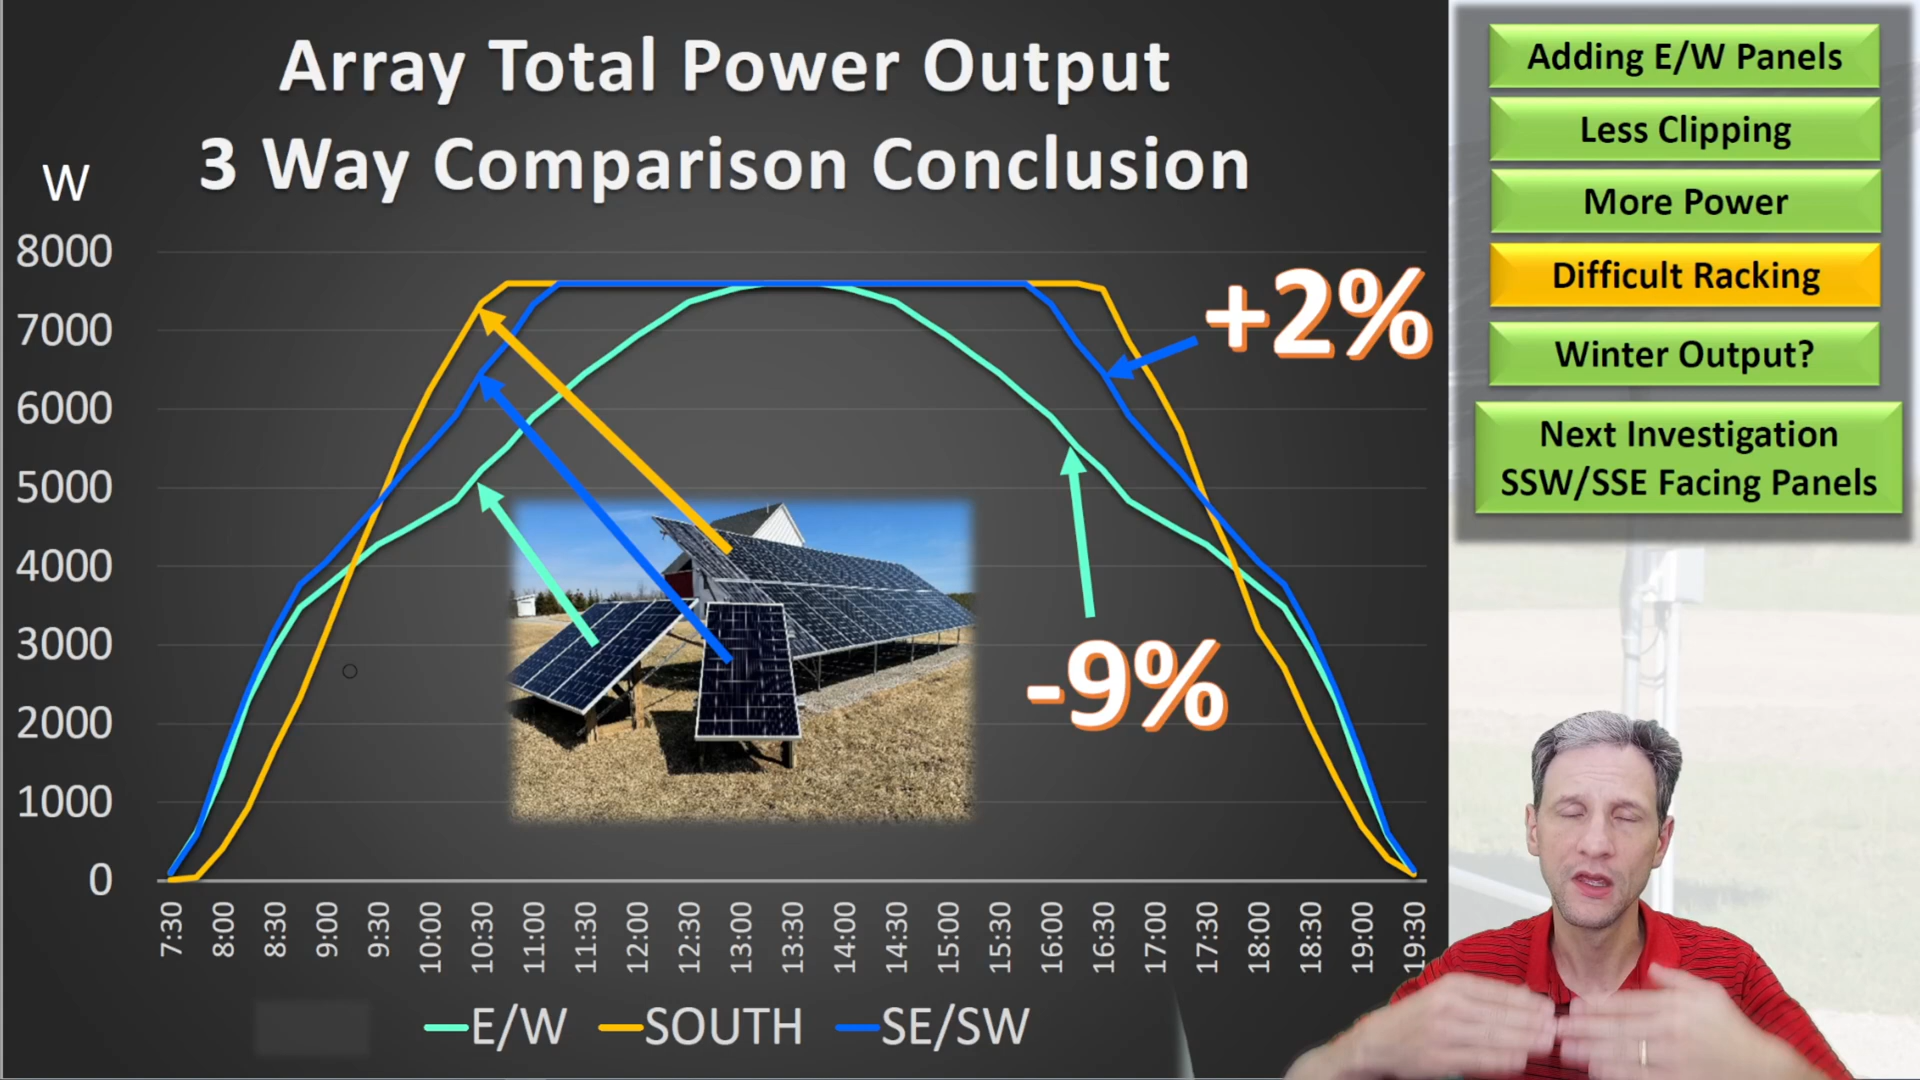 Array Total Power Output
3 Way Comparison Conclusion
W
8000
7000
6000
5000
4000
3000
2000
1000
0
+2%
-9%
7:30 8:00 8:30 9:00 9:30 10:00 10:30 11:00 11:30 12:00 12:30 13:00 13:30 14:00 14:30 15:00 15:30 16:00 16:30 17:00 17:30 18:00 18:30 19:00 19:30
E/W SOUTH SE/SW
Adding E/W Panels
Less Clipping
More Power
Difficult Racking
Winter Output?
Next Investigation
SSW/SSE Facing Panels